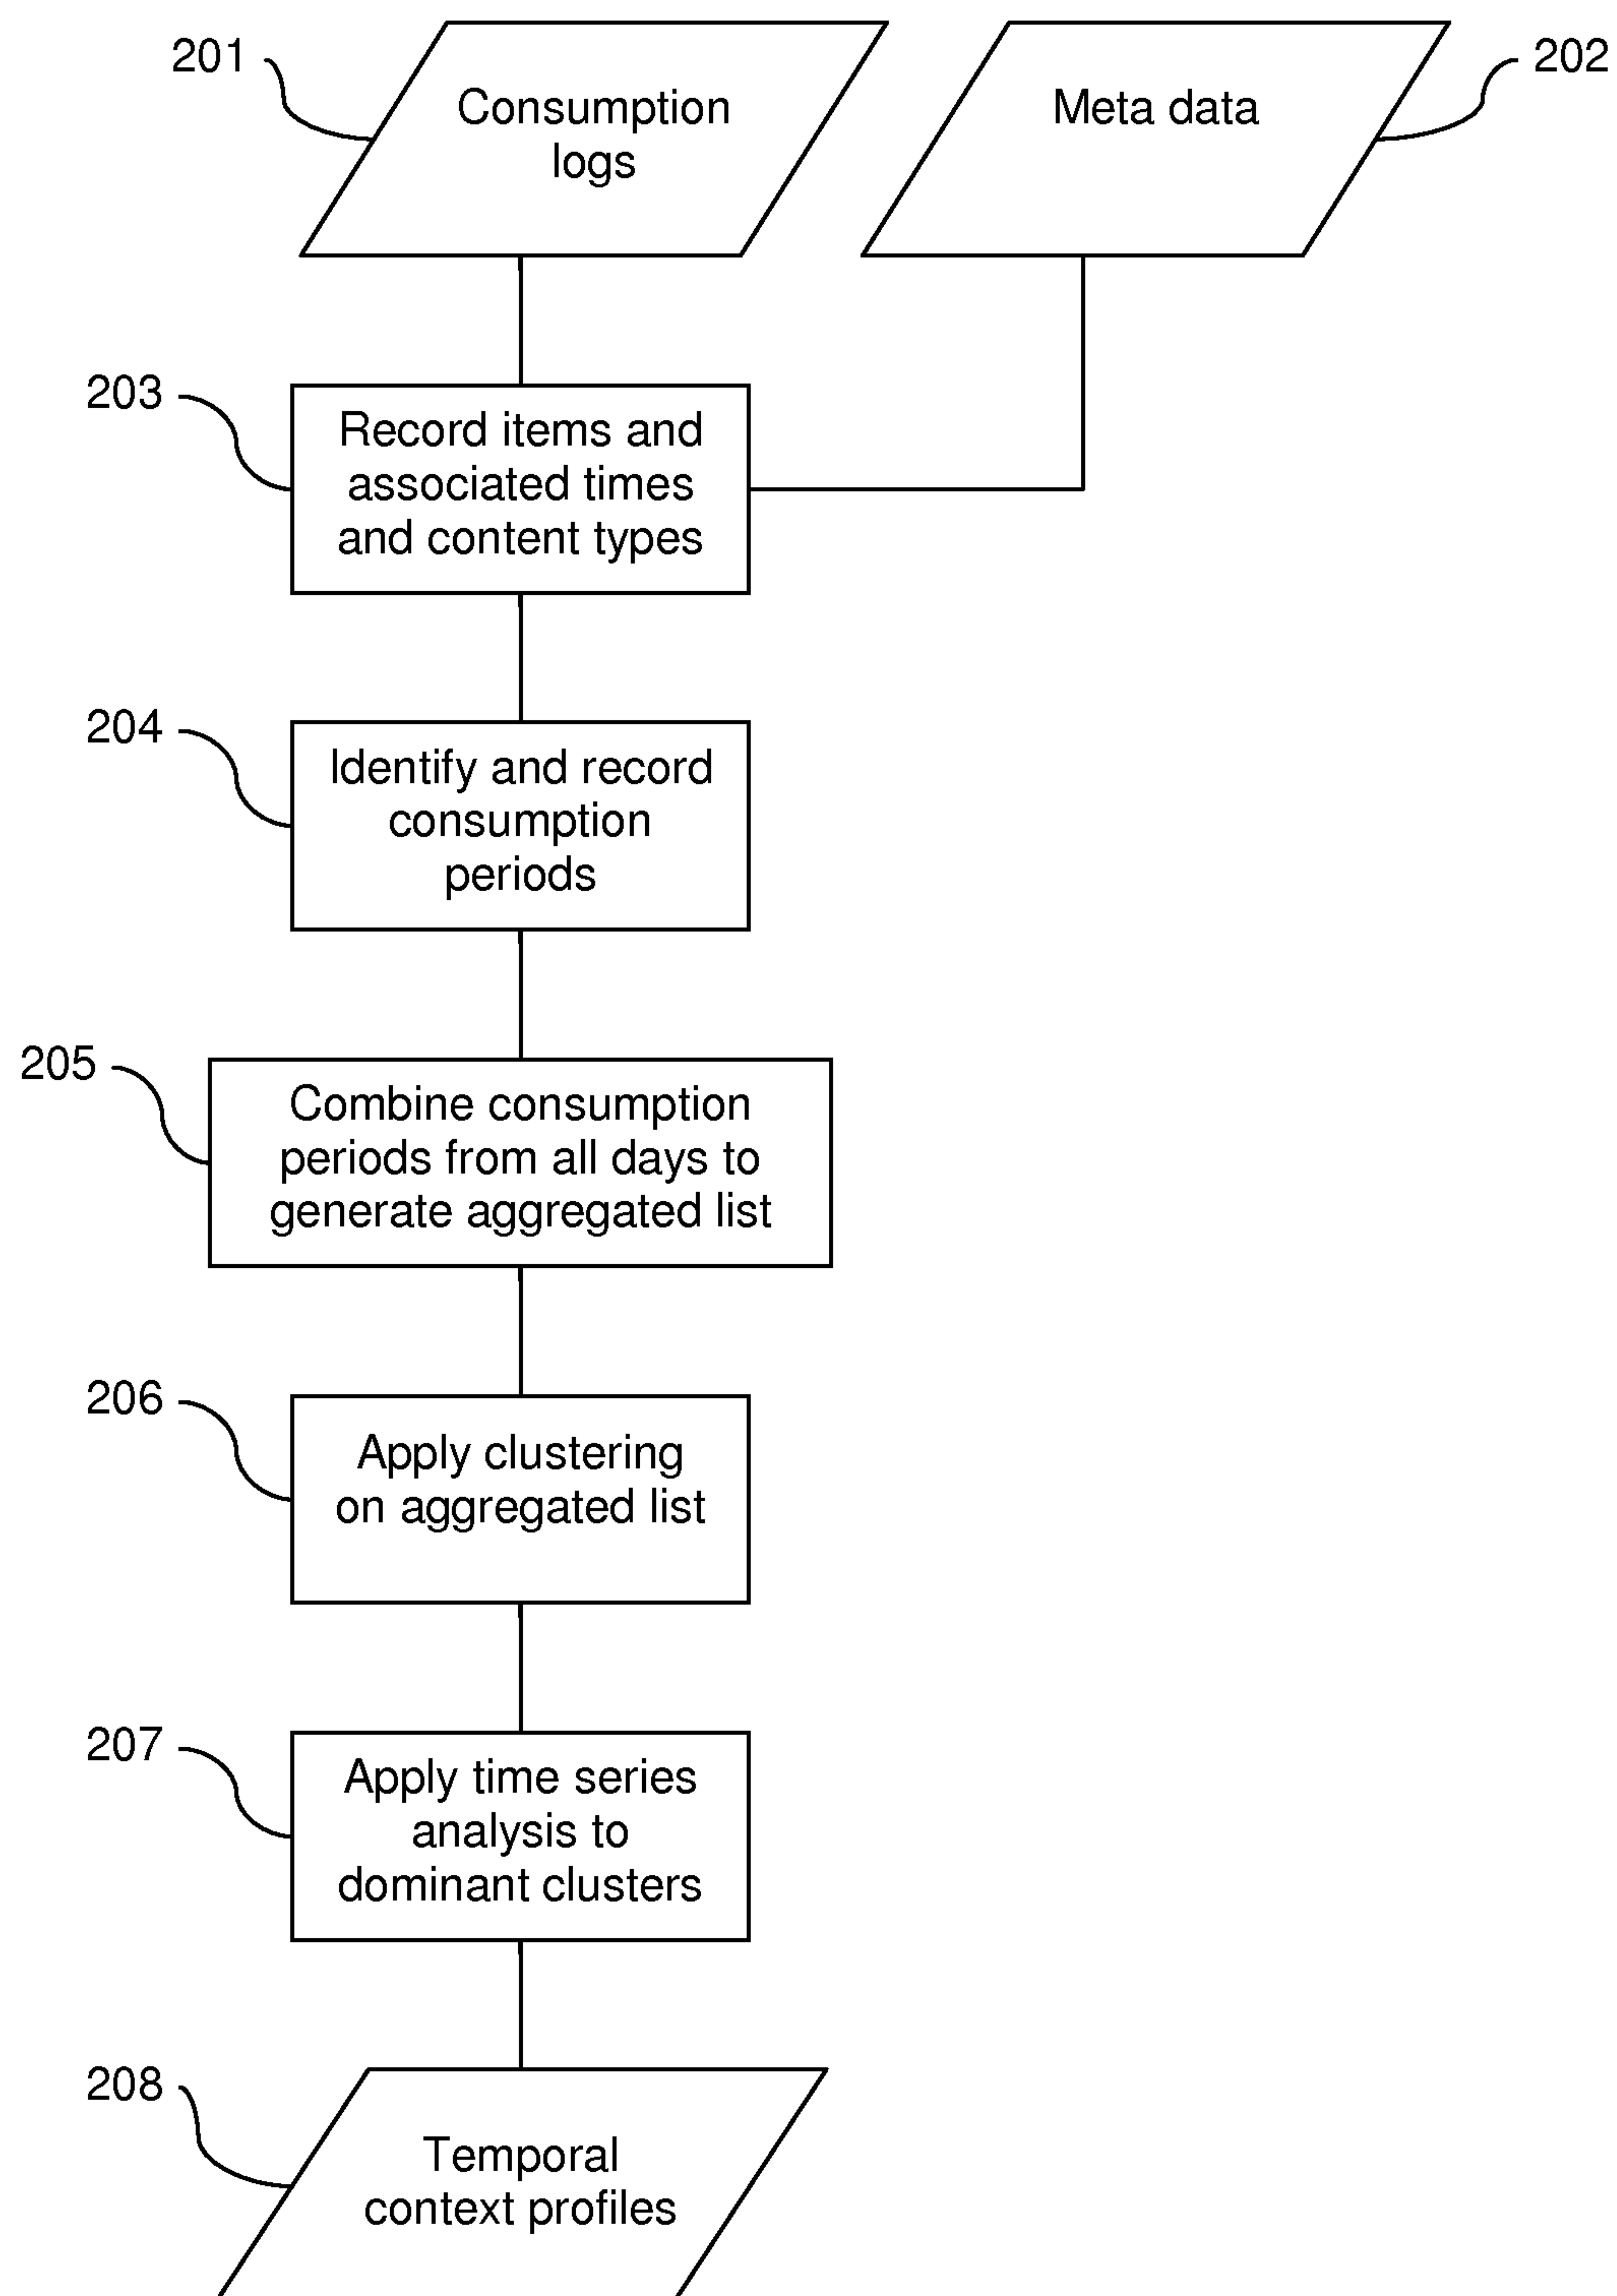 201
Consumption
logs
Meta data
202
203
Record items and
associated times
and content types
204
Identify and record
consumption
periods
205
Combine consumption
periods from all days to
generate aggregated list
206
Apply clustering
on aggregated list
207
Apply time series
analysis to
dominant clusters
208
Temporal
context profiles